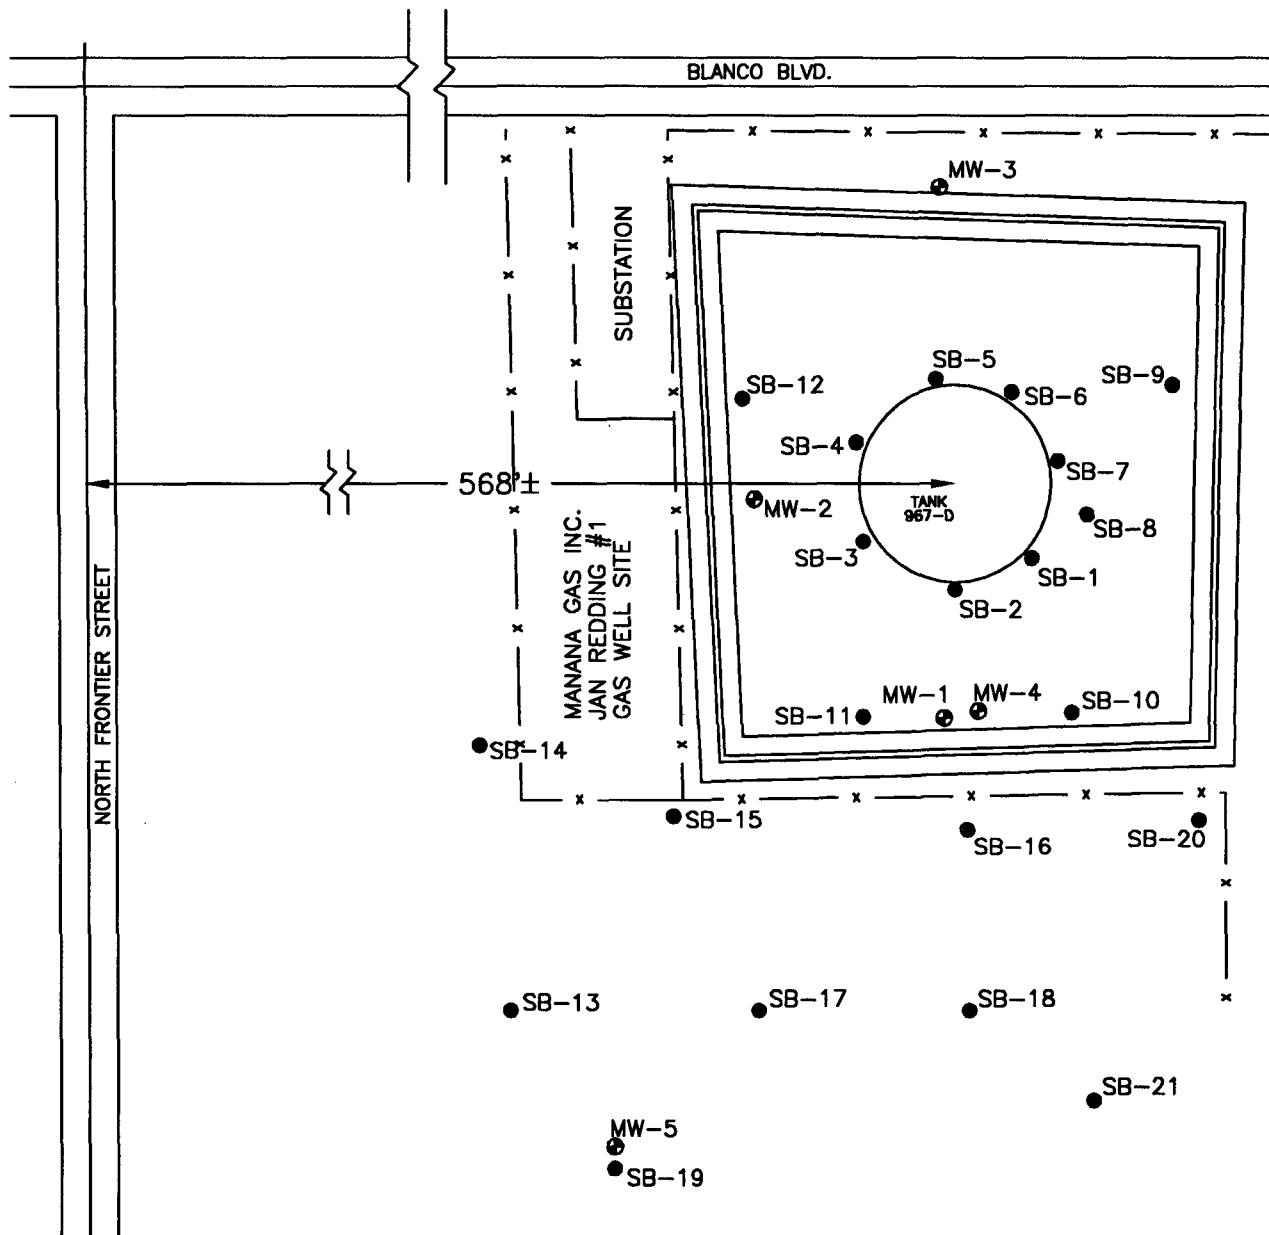 BLANCO BLVD.
MW-3
SUBSTATION
SB-5
SB-9
SB-12
SB-6
SB-4
SB-7
568'±
TANK
967-D
MW-2
SB-8
SB-3
SB-1
SB-2
NORTH FRONTIER STREET
MANANA GAS INC.
JAN REDDING #1
GAS WELL SITE
MW-1
MW-4
SB-10
SB-11
SB-14
SB-15
SB-16
SB-20
SB-13
SB-17
SB-18
SB-21
MW-5
SB-19